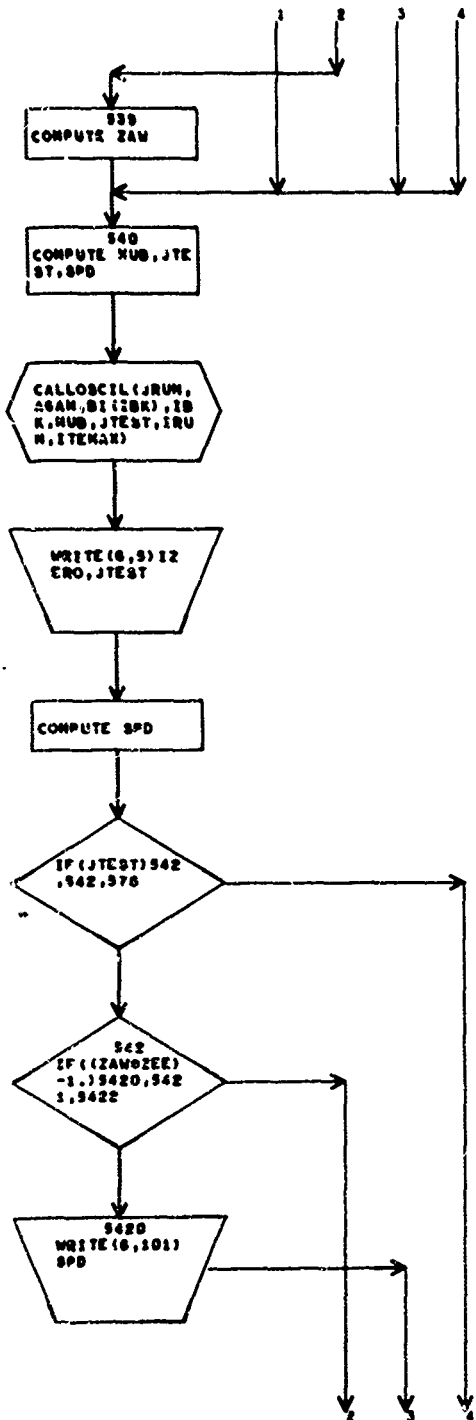 1 2 3 4
539
COMPUTE ZAW
540
COMPUTE XUB,JTE
ST,SPD
CALLOSCIL(JRUN,
AGAM,BI(IBK),IB
K,XUB,JTEST,IRU
N,ITEMAX)
WRITE(6,5)IZ
ERO,JTEST
COMPUTE SPD
IF(JTEST)542
,542,576
542
IF((ZAW*ZEE)
-1.)5420,542
1,5422
5420
WRITE(6,101)
SPD
2 3 4